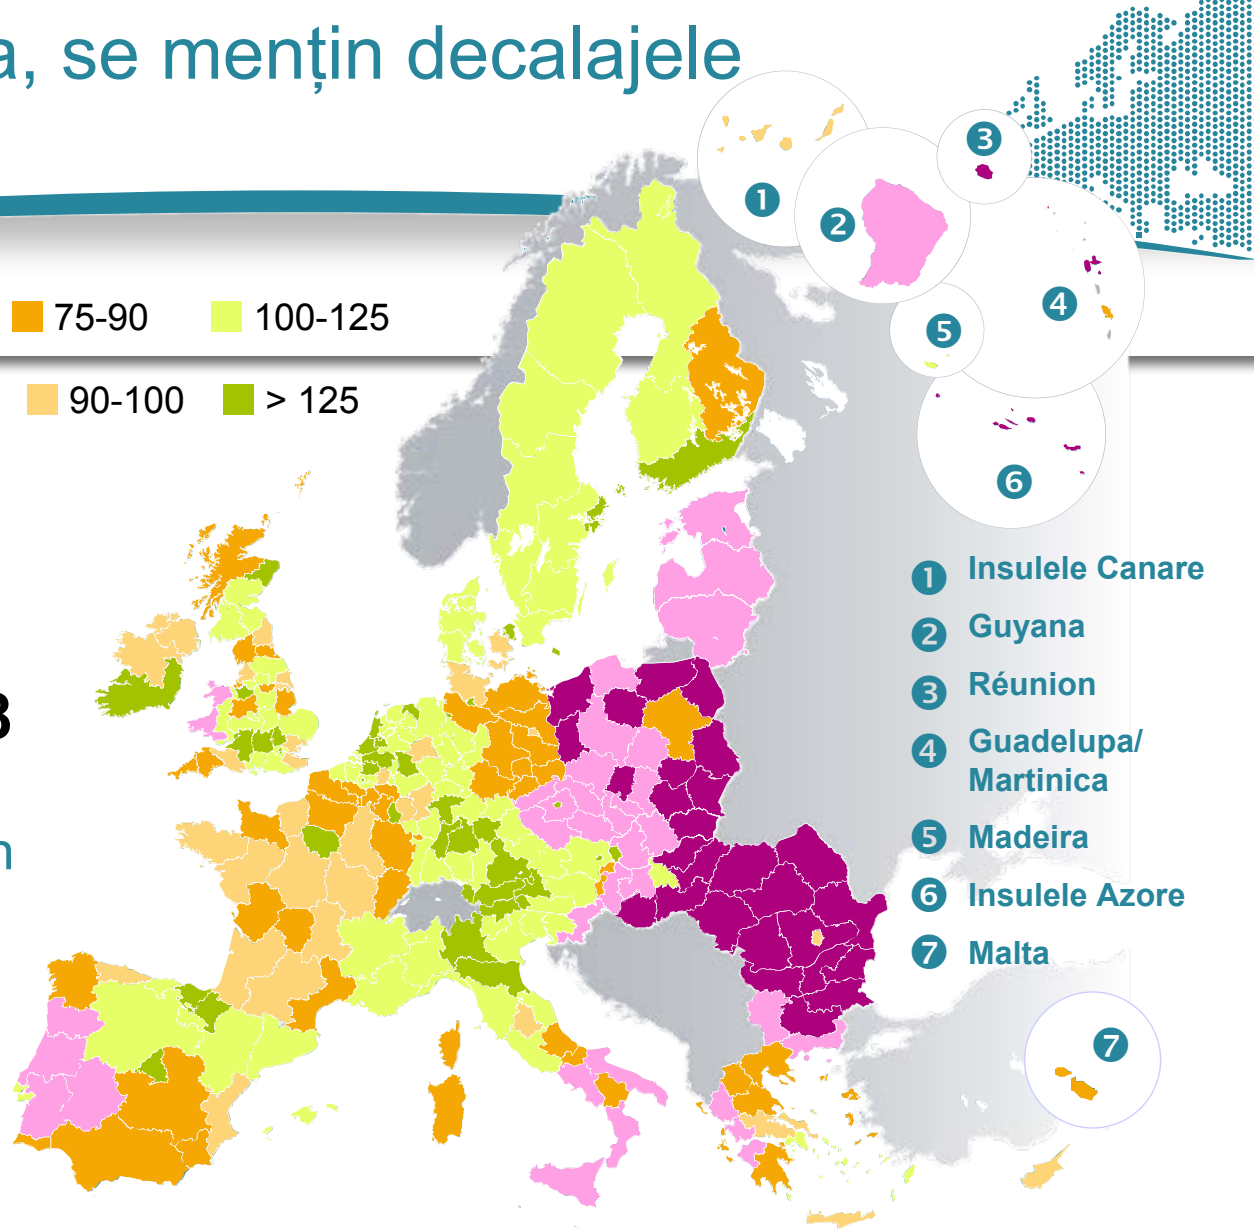 a, se mențin decalajele
75-90
100-125
90-100
> 125
3
n
1
2
3
4
5
6
7
1 Insulele Canare
2 Guyana
3 Réunion
4 Guadelupa/
Martinica
5 Madeira
6 Insulele Azore
7 Malta